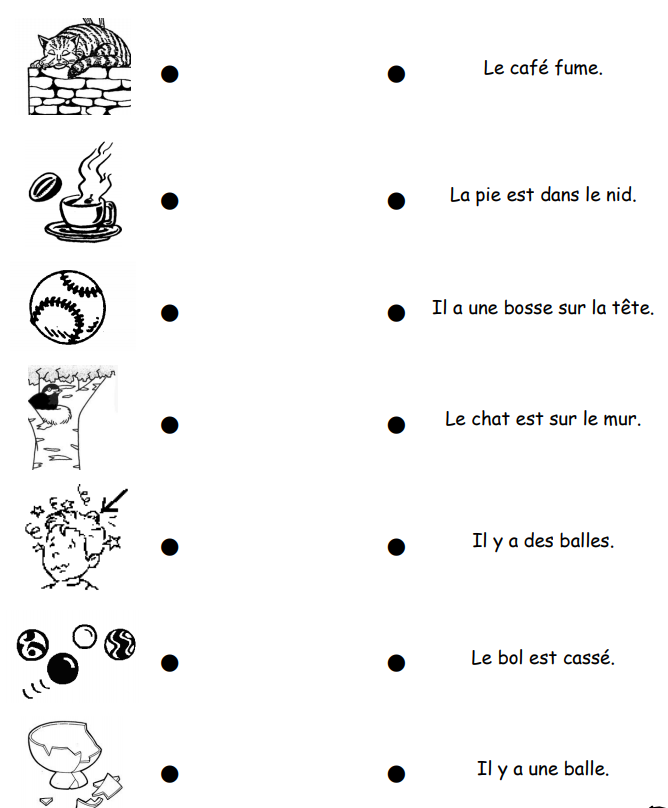 Le café fume.
La pie est dans le nid.
Il a une bosse sur la tête.
Le chat est sur le mur.
Il y a des balles.
Le bol est cassé.
Il y a une balle.